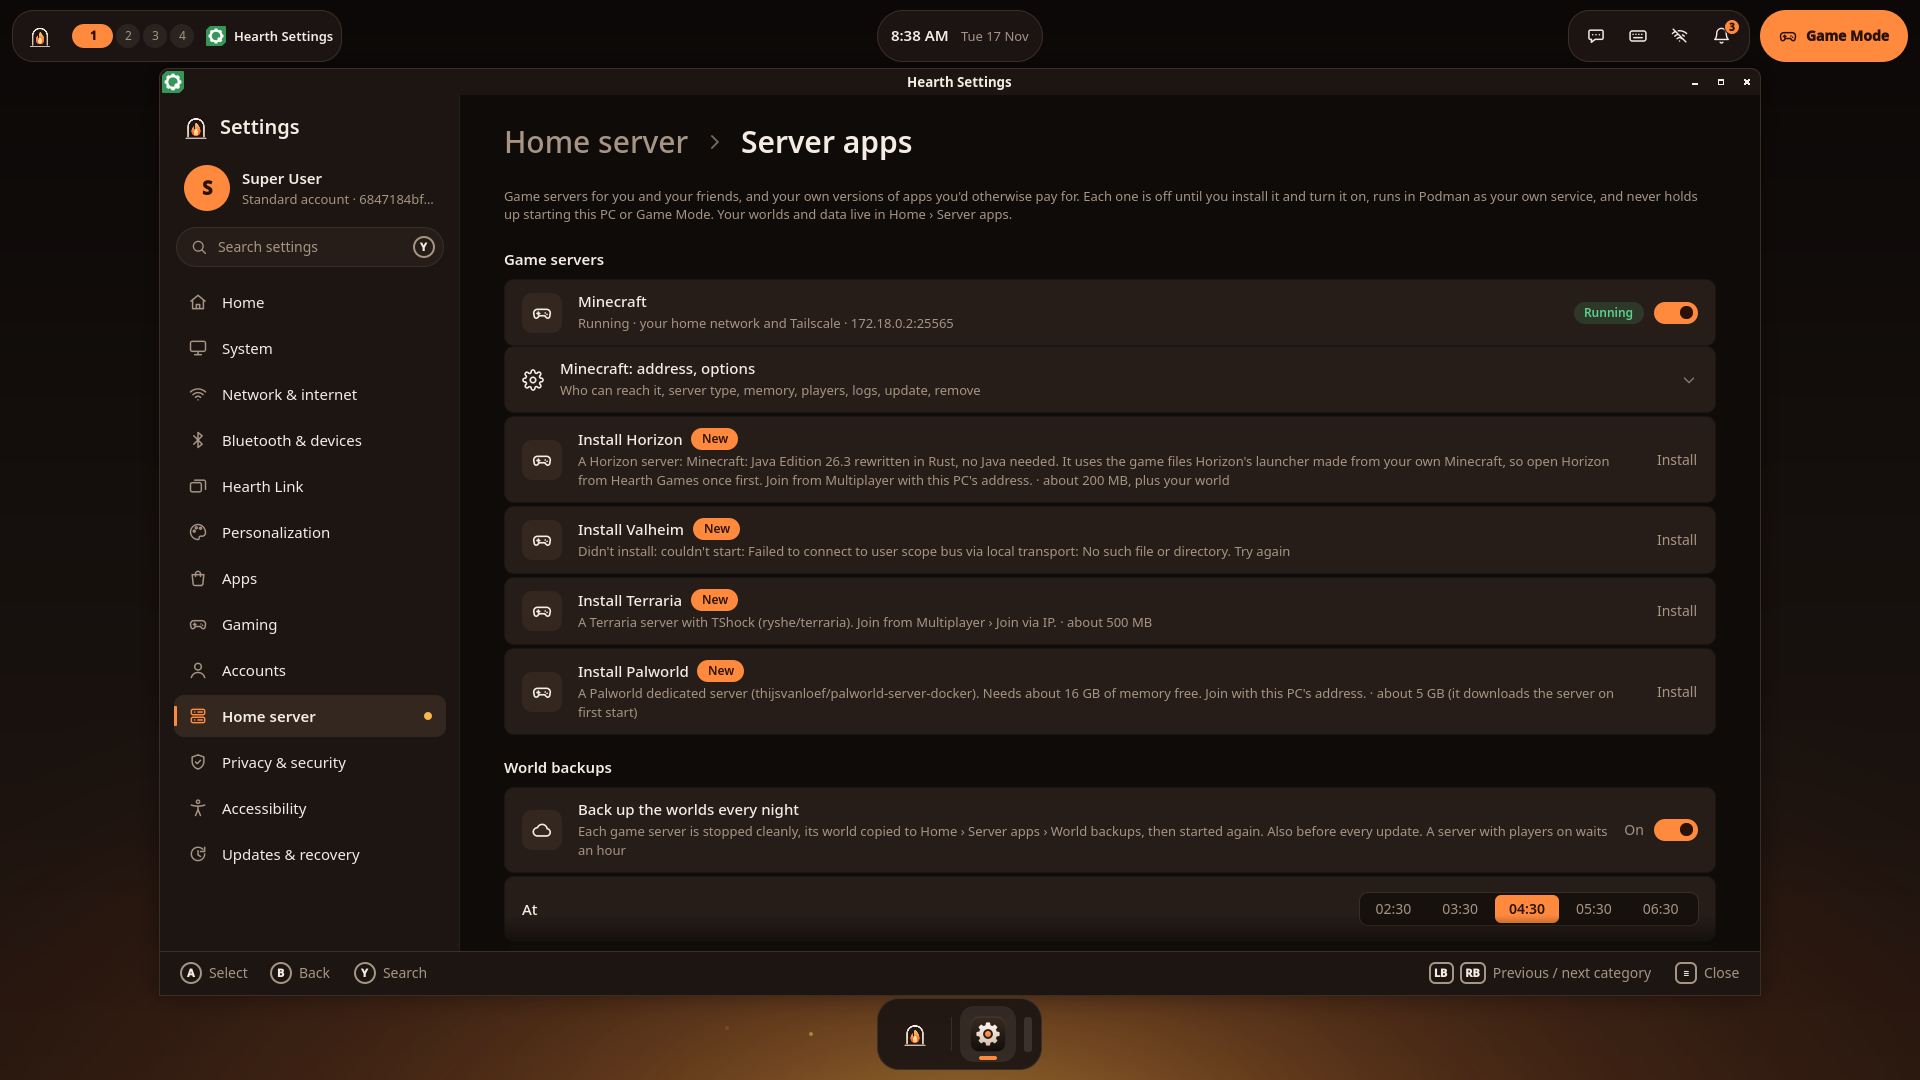 1 2 3 4 Hearth Settings
8:38 AM Tue 17 Nov
3
Game Mode
Hearth Settings
Settings
S
Super User
Standard account · 6847184bf...
Search settings Y
Home
System
Network & internet
Bluetooth & devices
Hearth Link
Personalization
Apps
Gaming
Accounts
Home server
Privacy & security
Accessibility
Updates & recovery
Home server › Server apps
Game servers for you and your friends, and your own versions of apps you'd otherwise pay for. Each one is off until you install it and turn it on, runs in Podman as your own service, and never holds
up starting this PC or Game Mode. Your worlds and data live in Home › Server apps.
Game servers
Minecraft
Running · your home network and Tailscale · 172.18.0.2:25565
Running
Minecraft: address, options
Who can reach it, server type, memory, players, logs, update, remove
Install Horizon New
A Horizon server: Minecraft: Java Edition 26.3 rewritten in Rust, no Java needed. It uses the game files Horizon's launcher made from your own Minecraft, so open Horizon
from Hearth Games once first. Join from Multiplayer with this PC's address. · about 200 MB, plus your world
Install
Install Valheim New
Didn't install: couldn't start: Failed to connect to user scope bus via local transport: No such file or directory. Try again
Install
Install Terraria New
A Terraria server with TShock (ryshe/terraria). Join from Multiplayer › Join via IP. · about 500 MB
Install
Install Palworld New
A Palworld dedicated server (thijsvanloef/palworld-server-docker). Needs about 16 GB of memory free. Join with this PC's address. · about 5 GB (it downloads the server on
first start)
Install
World backups
Back up the worlds every night
Each game server is stopped cleanly, its world copied to Home › Server apps › World backups, then started again. Also before every update. A server with players on waits
an hour
On
At
02:30 03:30 04:30 05:30 06:30
A Select B Back Y Search
LB RB Previous / next category ≡ Close